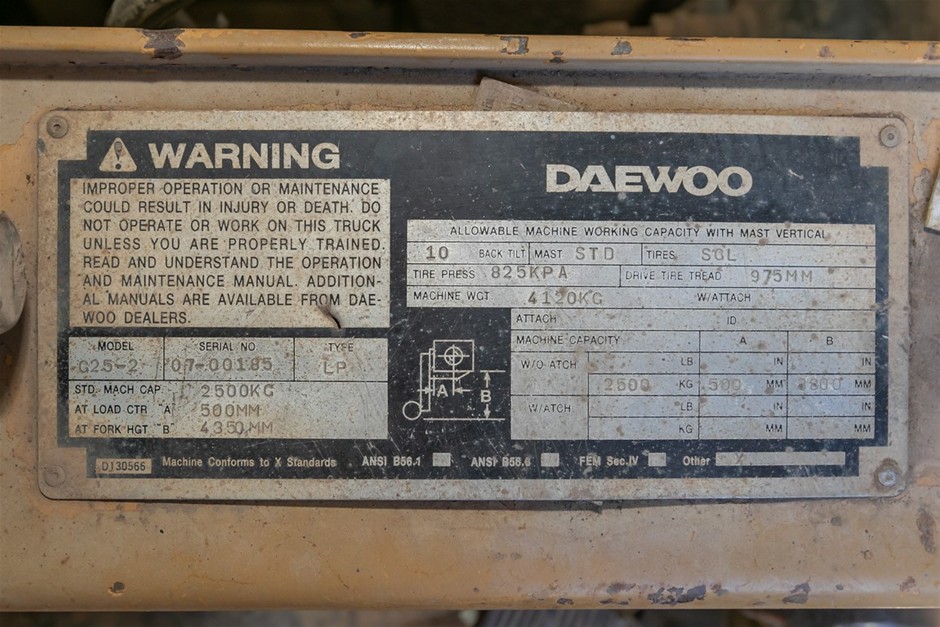 WARNING
IMPROPER OPERATION OR MAINTENANCE
COULD RESULT IN INJURY OR DEATH. DO
NOT OPERATE OR WORK ON THIS TRUCK
UNLESS YOU ARE PROPERLY TRAINED.
READ AND UNDERSTAND THE OPERATION
AND MAINTENANCE MANUAL. ADDITION-
AL MANUALS ARE AVAILABLE FROM DAE-
WOO DEALERS.
MODEL SERIAL NO TYPE
G25-2 07-00185 LP
STD. MACH CAP 2500KG
AT LOAD CTR "A" 500MM
AT FORK HGT "B" 4350MM
DAEWOO
ALLOWABLE MACHINE WORKING CAPACITY WITH MAST VERTICAL
10 BACK TILT MAST STD TIRES SGL
TIRE PRESS 825KPA DRIVE TIRE TREAD 975MM
MACHINE WGT 4120KG W/ATTACH
ATTACH ID
MACHINE CAPACITY A B
W/O ATCH LB IN IN
2500 KG 500 MM MM
W/ATCH LB IN IN
KG MM MM
A B
D130566 Machine Conforms to X Standards ANSI B56.1 ANSI B56.6 FEM Sec.IV Other X